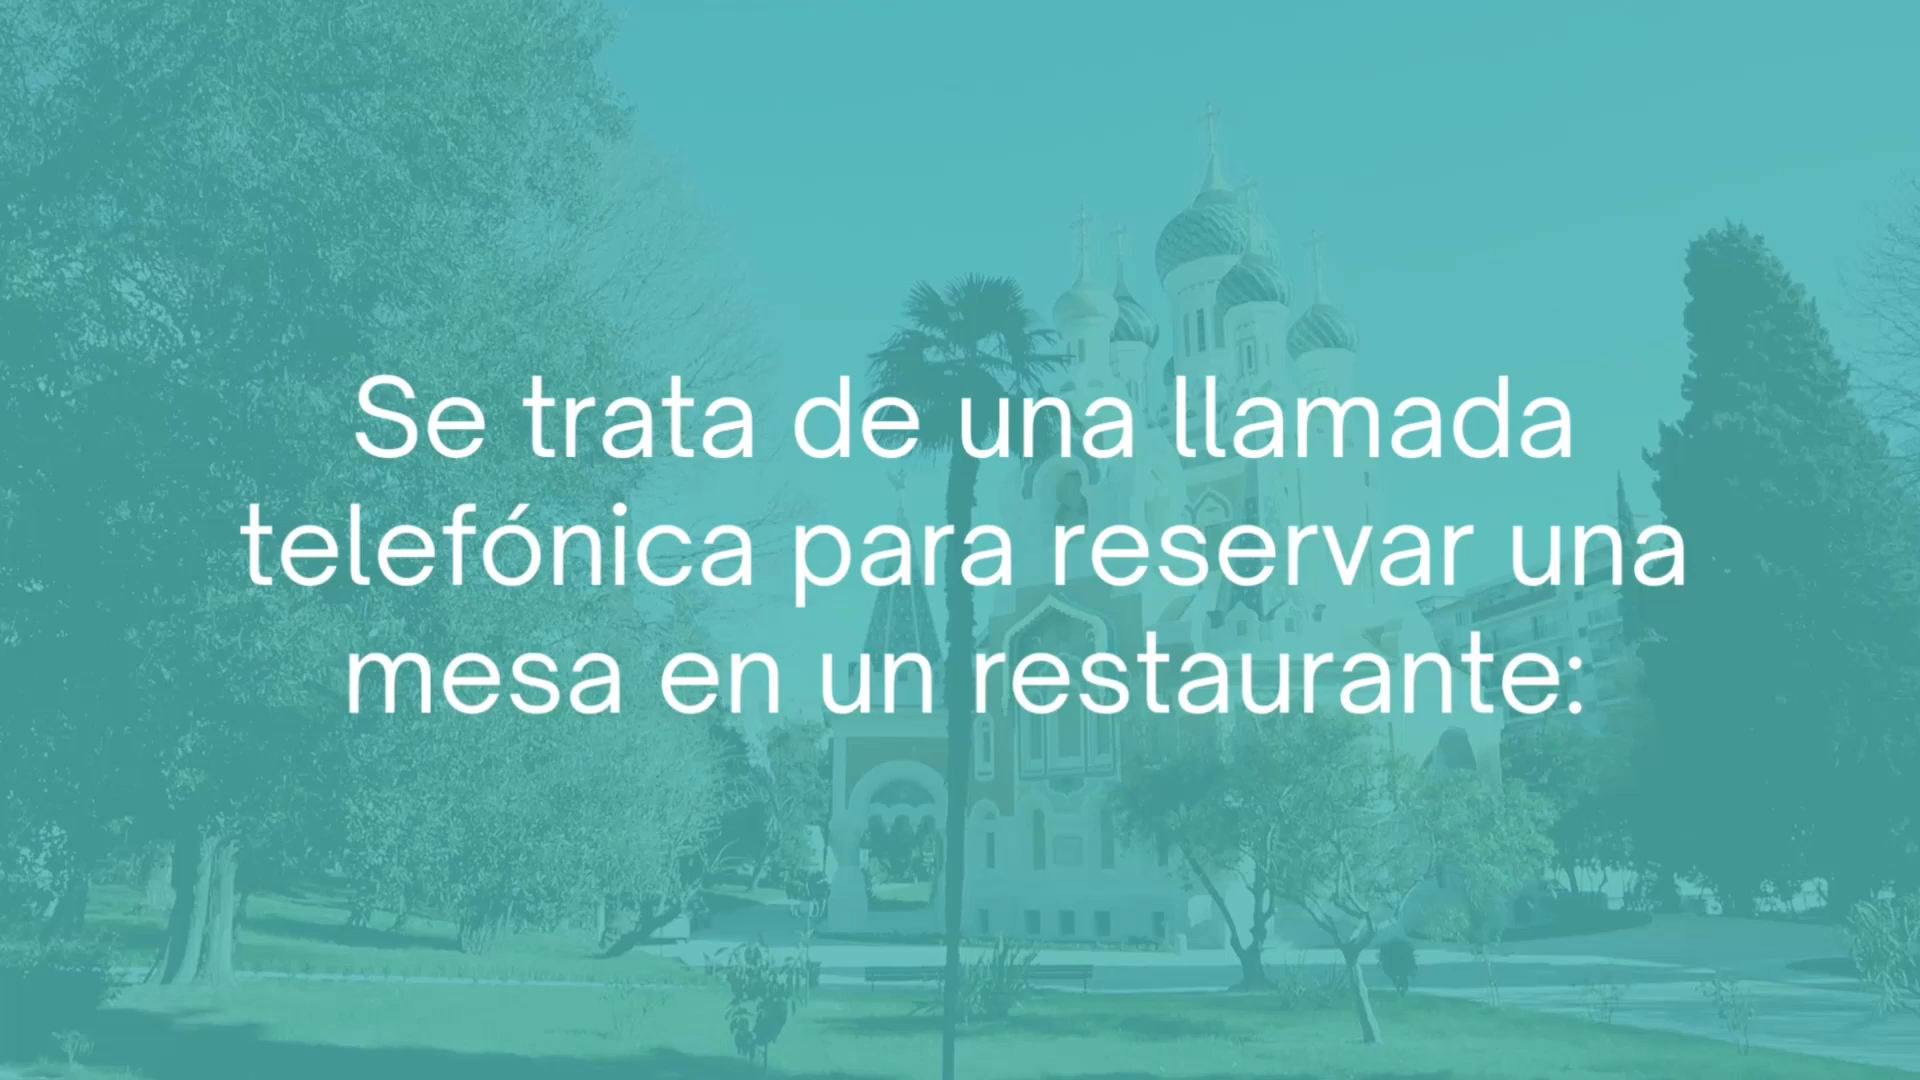 Se trata de una llamada
telefónica para reservar una
mesa en un restaurante: